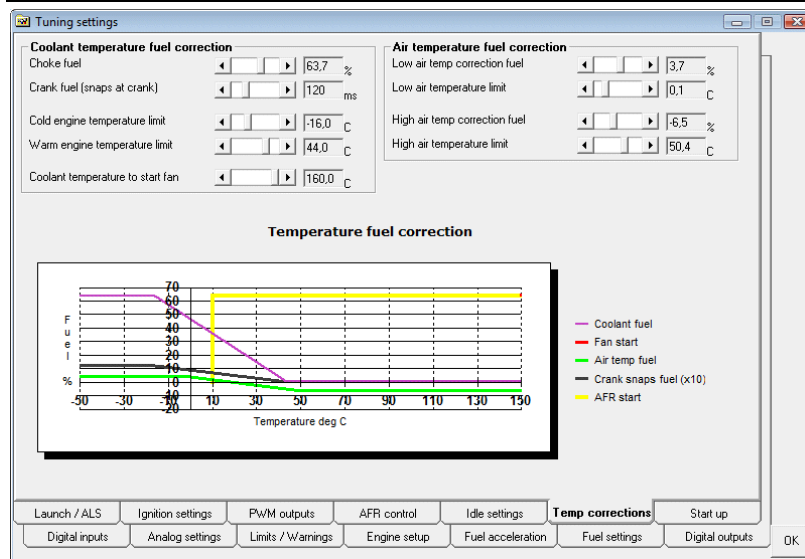 Tuning settings
Coolant temperature fuel correction
Choke fuel 63,7 %
Crank fuel (snaps at crank) 120 ms
Cold engine temperature limit -16,0 C
Warm engine temperature limit 44,0 C
Coolant temperature to start fan 160,0 C
Air temperature fuel correction
Low air temp correction fuel 3,7 %
Low air temperature limit 0,1 C
High air temp correction fuel -6,5 %
High air temperature limit 50,4 C
Temperature fuel correction
Fuel %
70
60
50
40
30
20
10
0
-10
-20
-50 -30 -10 10 30 50 70 90 110 130 150
Temperature deg C
Coolant fuel
Fan start
Air temp fuel
Crank snaps fuel (x10)
AFR start
Launch / ALS Ignition settings PWM outputs AFR control Idle settings Temp corrections Start up
Digital inputs Analog settings Limits / Warnings Engine setup Fuel acceleration Fuel settings Digital outputs
OK